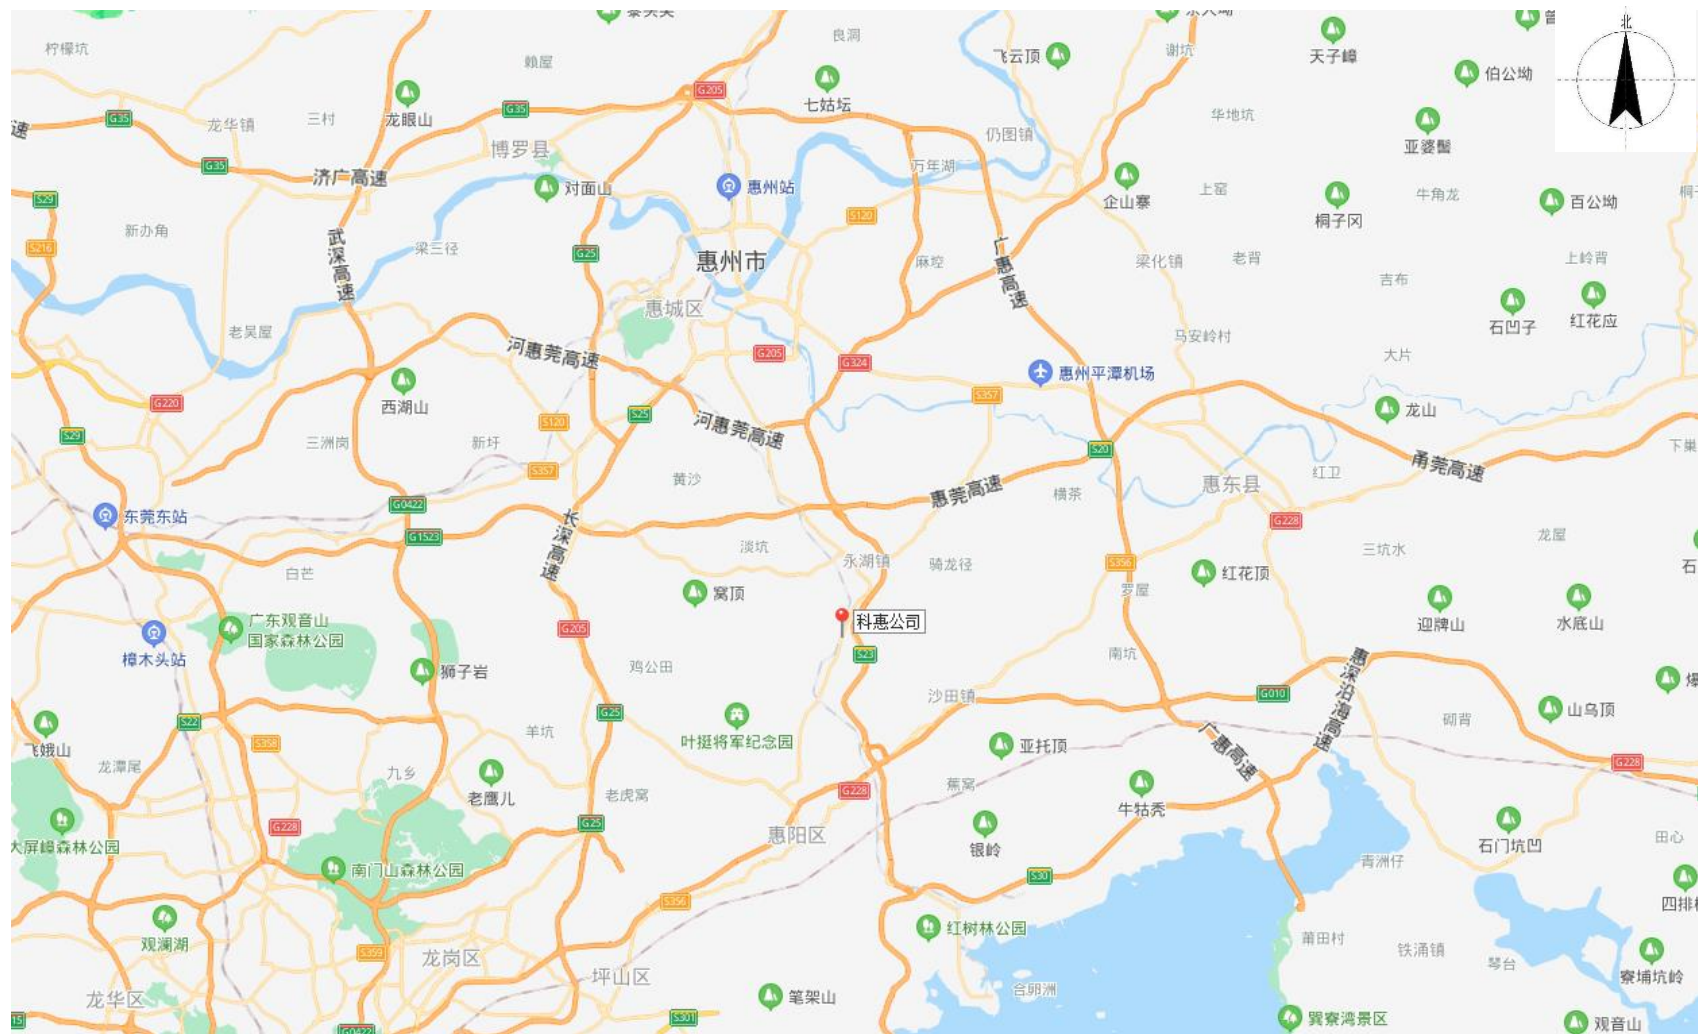 北
柠檬坑
赖屋
良洞
飞云顶
谢坑
天子嶂
伯公坳
G205
七姑坛
龙眼山
G35
G35
龙华镇
三村
华地坑
亚婆髻
仍图镇
博罗县
G35
济广高速
对面山
惠州站
万年湖
企山寨
上窑
桐子冈
牛角龙
百公坳
S29
新办角
S216
武深高速
梁三径
G25
S120
惠州市
麻埪
广惠高速
梁化镇
老背
上岭背
吉布
惠城区
石凹子
红花应
老吴屋
马安岭村
河惠莞高速
G205
G324
大片
惠州平潭机场
西湖山
G220
S357
龙山
S29
三洲岗
新圩
S120
S25
河惠莞高速
S20
下巢
甬莞高速
S357
黄沙
惠莞高速
横茶
惠东县
红卫
G0422
东莞东站
长深高速
G228
G1523
淡坑
永湖镇
骑龙径
S356
三坑水
龙屋
白芒
窝顶
罗屋
红花顶
石
广东观音山
国家森林公园
G205
科惠公司
迎牌山
水底山
樟木头站
狮子岩
鸡公田
S23
南坑
惠深沿海高速
沙田镇
G010
S22
G25
叶挺将军纪念园
羊坑
亚托顶
广惠高速
砌背
山乌顶
飞娥山
S358
龙潭尾
九乡
老鹰儿
老虎窝
G228
蕉窝
牛牯秃
G228
大屏嶂森林公园
G228
G25
惠阳区
银岭
石门坑凹
田心
南门山森林公园
S30
青洲仔
S356
四排
观澜湖
红树林公园
莆田村
铁涌镇
S359
龙岗区
坪山区
琴台
寮埔坑岭
龙华区
笔架山
S301
巽寮湾景区
观音山
G0422